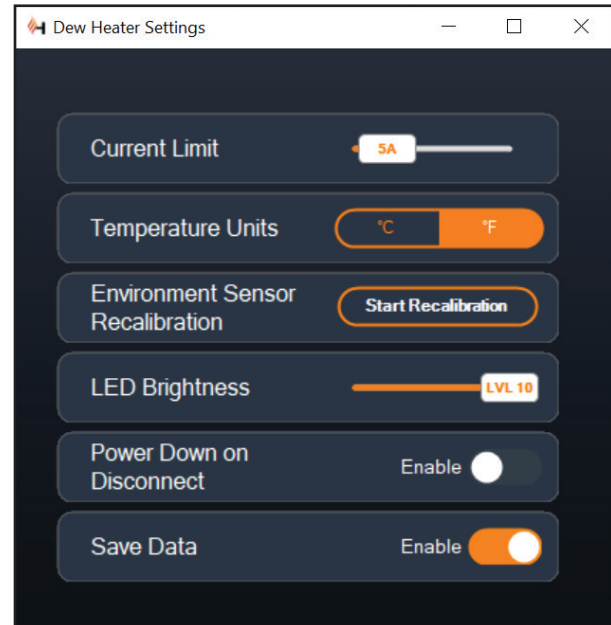 Dew Heater Settings
Current Limit
5A
Temperature Units
°C
°F
Environment Sensor
Recalibration
Start Recalibration
LED Brightness
LVL 10
Power Down on
Disconnect
Enable
Save Data
Enable